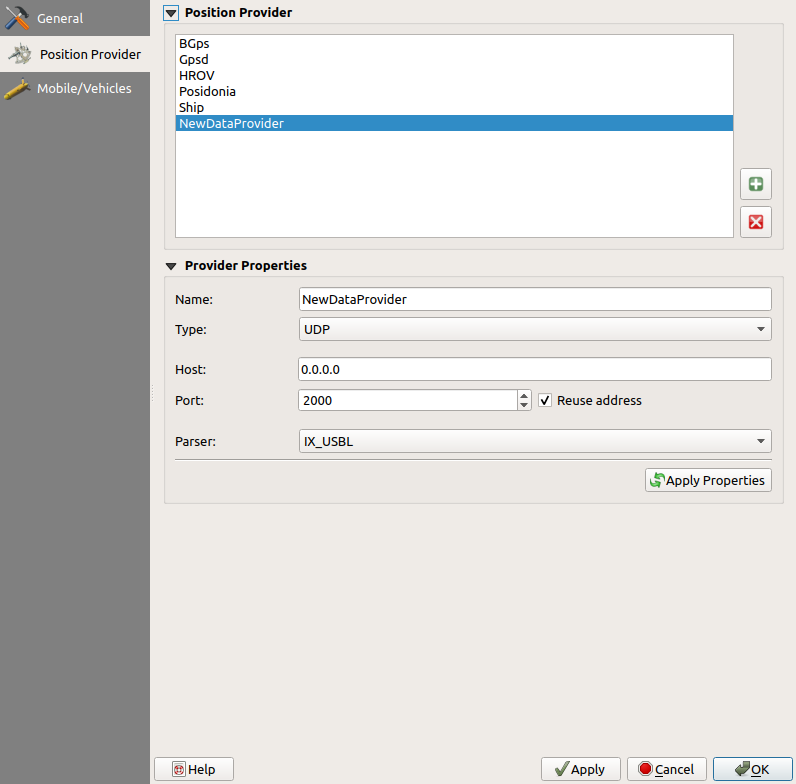 General
Position Provider
Mobile/Vehicles
Position Provider
BGps
Gpsd
HROV
Posidonia
Ship
NewDataProvider
Provider Properties
Name: NewDataProvider
Type: UDP
Host: 0.0.0.0
Port: 2000 Reuse address
Parser: IX_USBL
Apply Properties
Help Apply Cancel OK